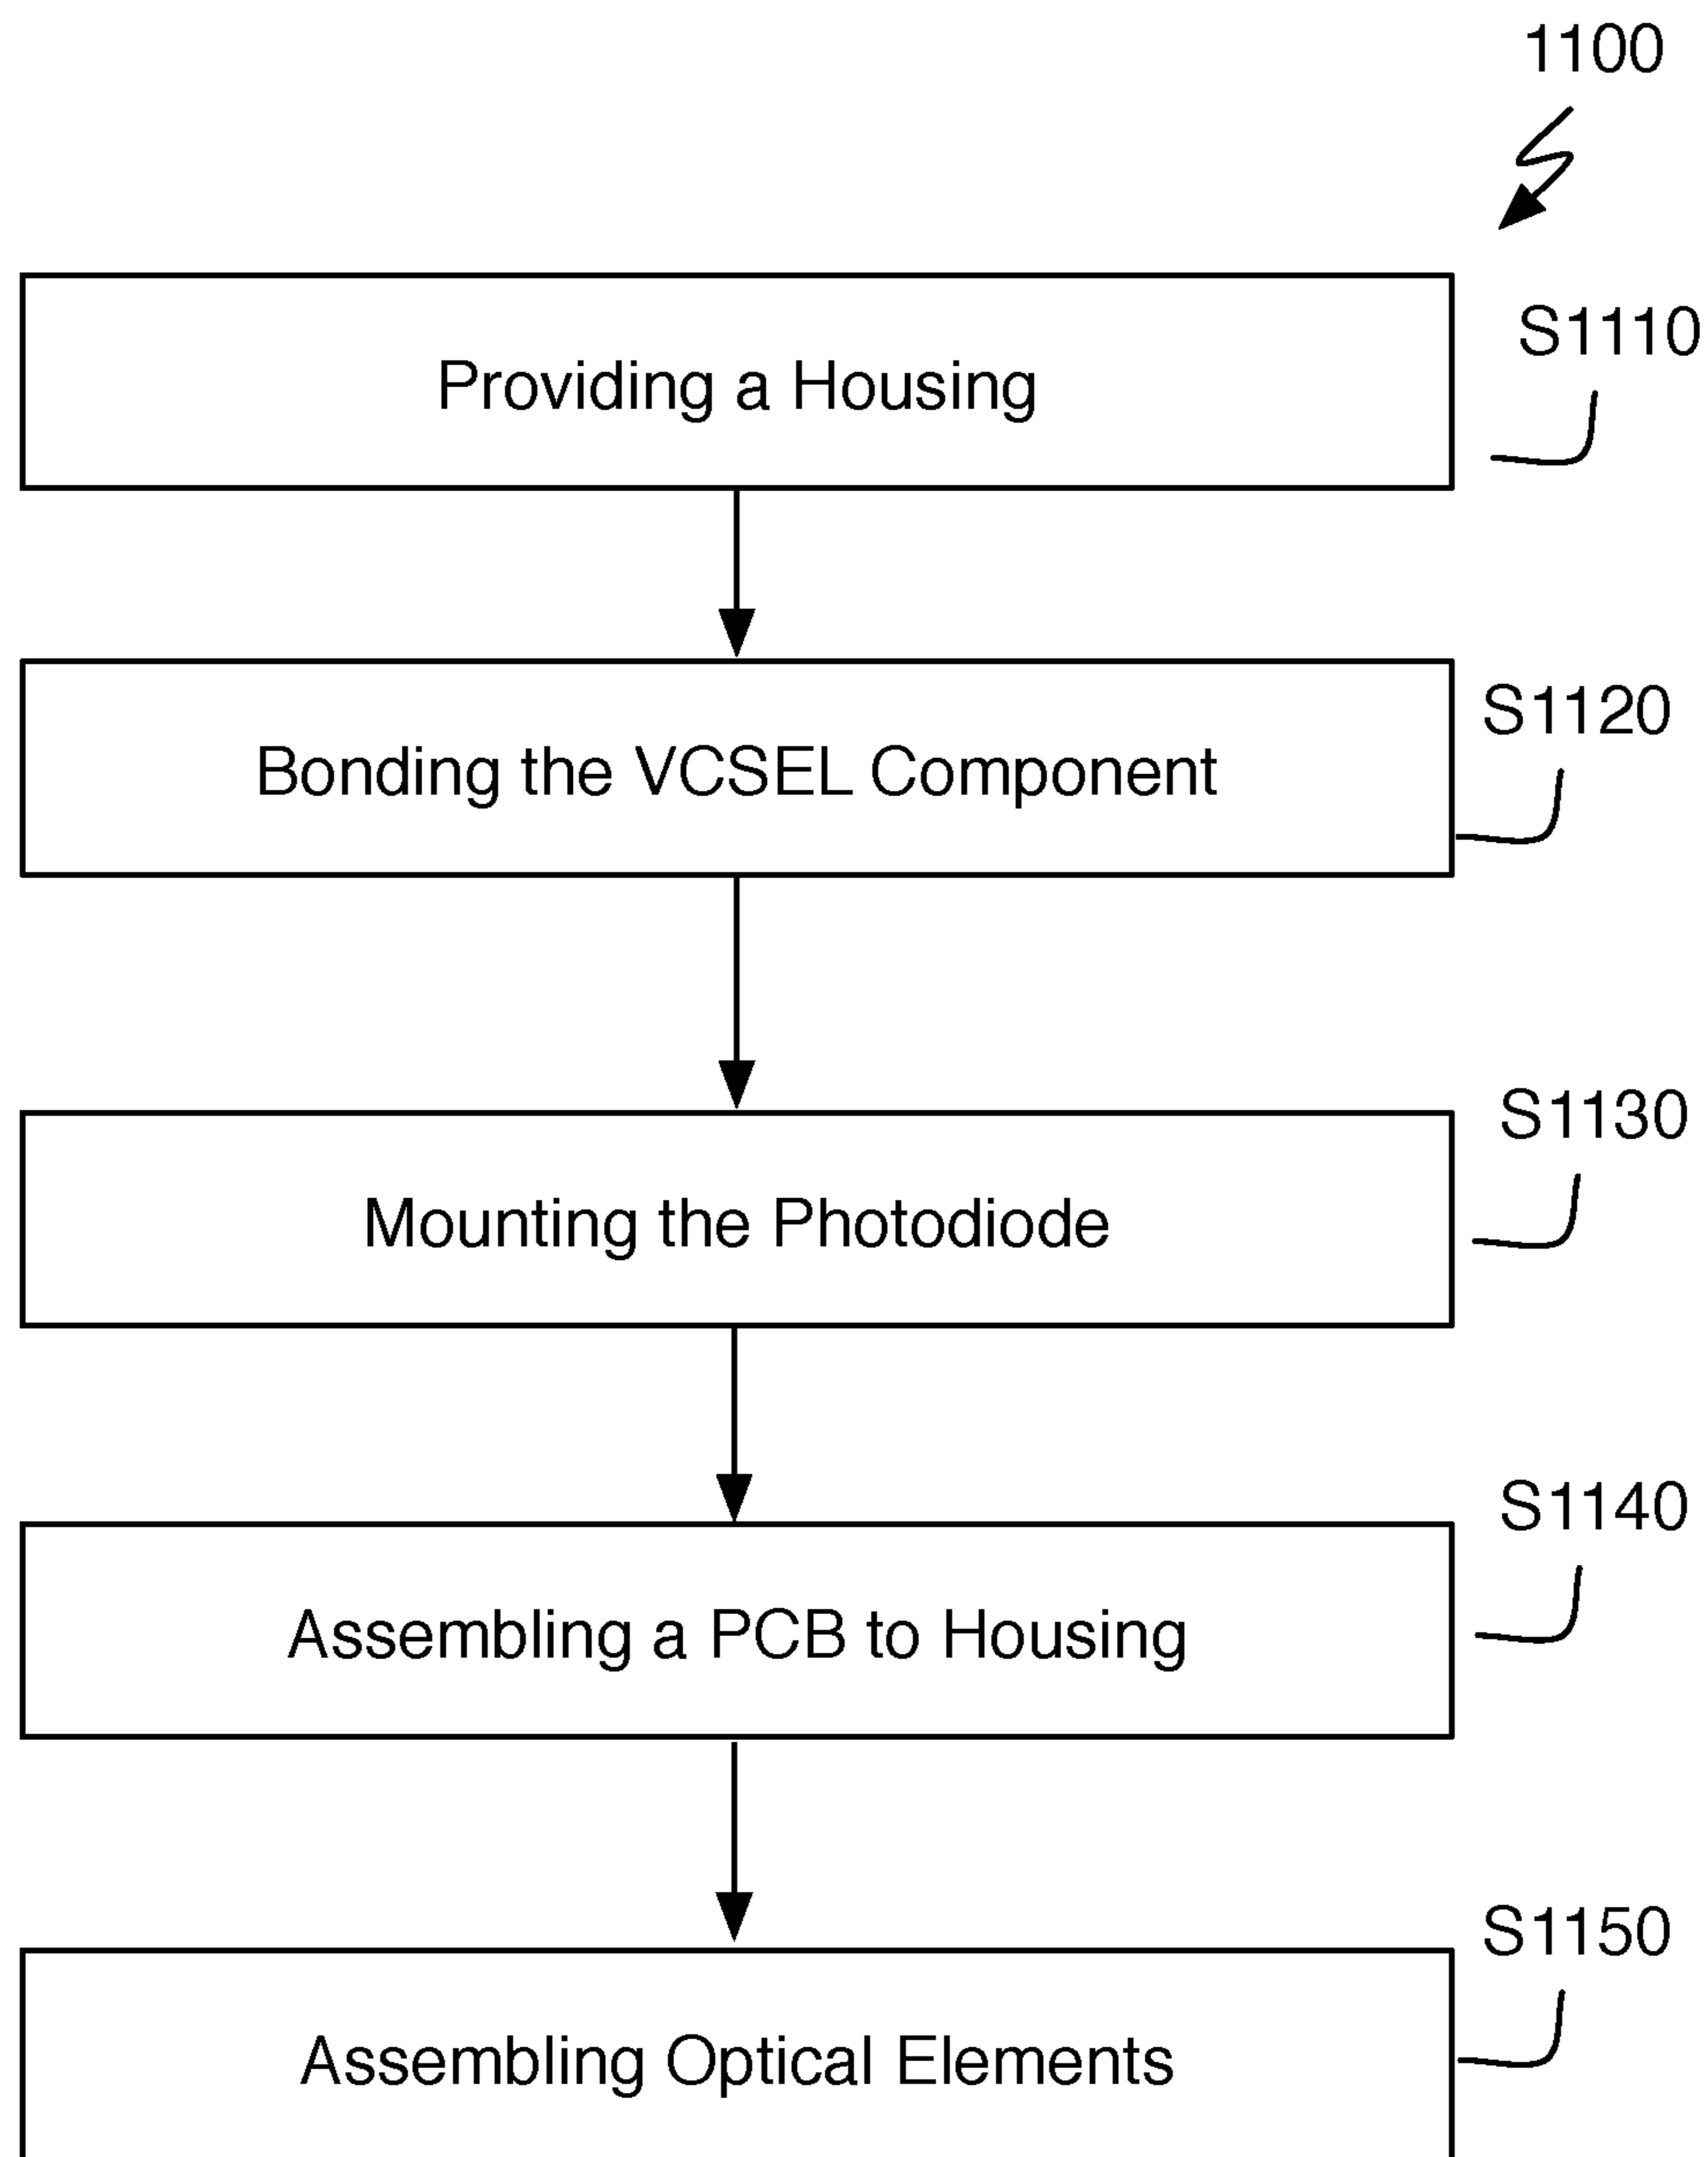 1100
S1110
Providing a Housing
S1120
Bonding the VCSEL Component
S1130
Mounting the Photodiode
S1140
Assembling a PCB to Housing
S1150
Assembling Optical Elements